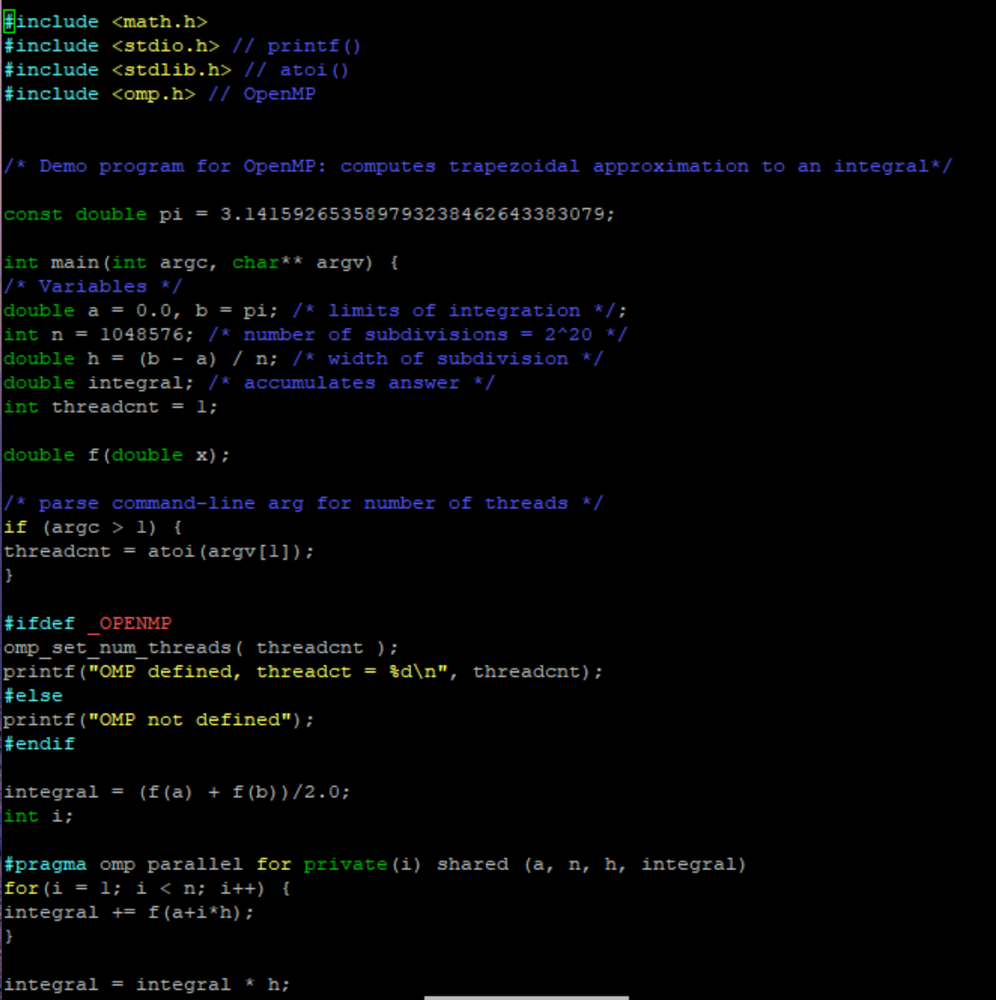 #include <math.h>
#include <stdio.h> // printf()
#include <stdlib.h> // atoi()
#include <omp.h> // OpenMP
/* Demo program for OpenMP: computes trapezoidal approximation to an integral*/
const double pi = 3.141592653589793238462643383079;
int main(int argc, char** argv) {
/* Variables */
double a = 0.0, b = pi; /* limits of integration */;
int n = 1048576; /* number of subdivisions = 2^20 */
double h = (b - a) / n; /* width of subdivision */
double integral; /* accumulates answer */
int threadcnt = 1;
double f(double x);
/* parse command-line arg for number of threads */
if (argc > 1) {
threadcnt = atoi(argv[1]);
}
#ifdef _OPENMP
omp_set_num_threads( threadcnt );
printf("OMP defined, threadct = %d\n", threadcnt);
#else
printf("OMP not defined");
#endif
integral = (f(a) + f(b))/2.0;
int i;
#pragma omp parallel for private(i) shared (a, n, h, integral)
for(i = 1; i < n; i++) {
integral += f(a+i*h);
}
integral = integral * h;